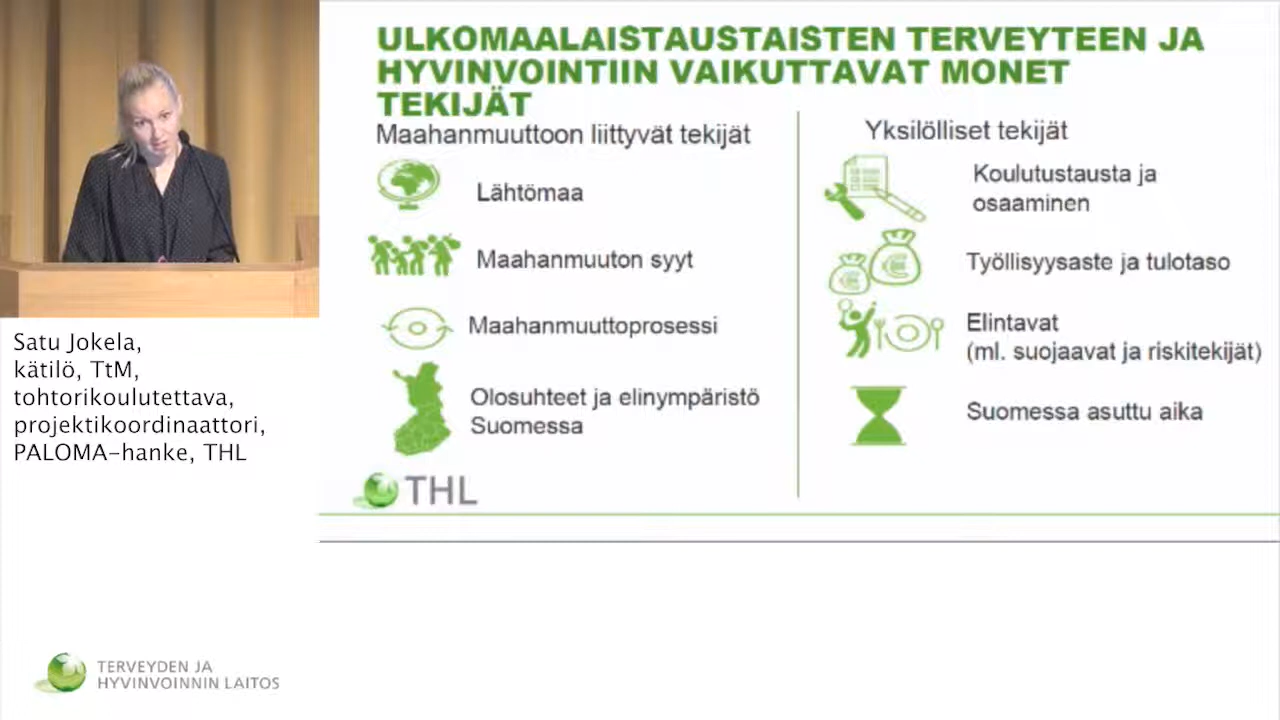 ULKOMAALAISTAUSTAISTEN TERVEYTEEN JA
HYVINVOINTIIN VAIKUTTAVAT MONET
TEKIJÄT
Maahanmuuttoon liittyvät tekijät
Lähtömaa
Maahanmuuton syyt
Maahanmuuttoprosessi
Olosuhteet ja elinympäristö
Suomessa
Yksilölliset tekijät
Koulutustausta ja
osaaminen
Työllisyysaste ja tulotaso
Elintavat
(ml. suojaavat ja riskitekijät)
Suomessa asuttu aika
THL
Satu Jokela,
kätilö, TtM,
tohtorikoulutettava,
projektikoordinaattori,
PALOMA-hanke, THL
TERVEYDEN JA
HYVINVOINNIN LAITOS